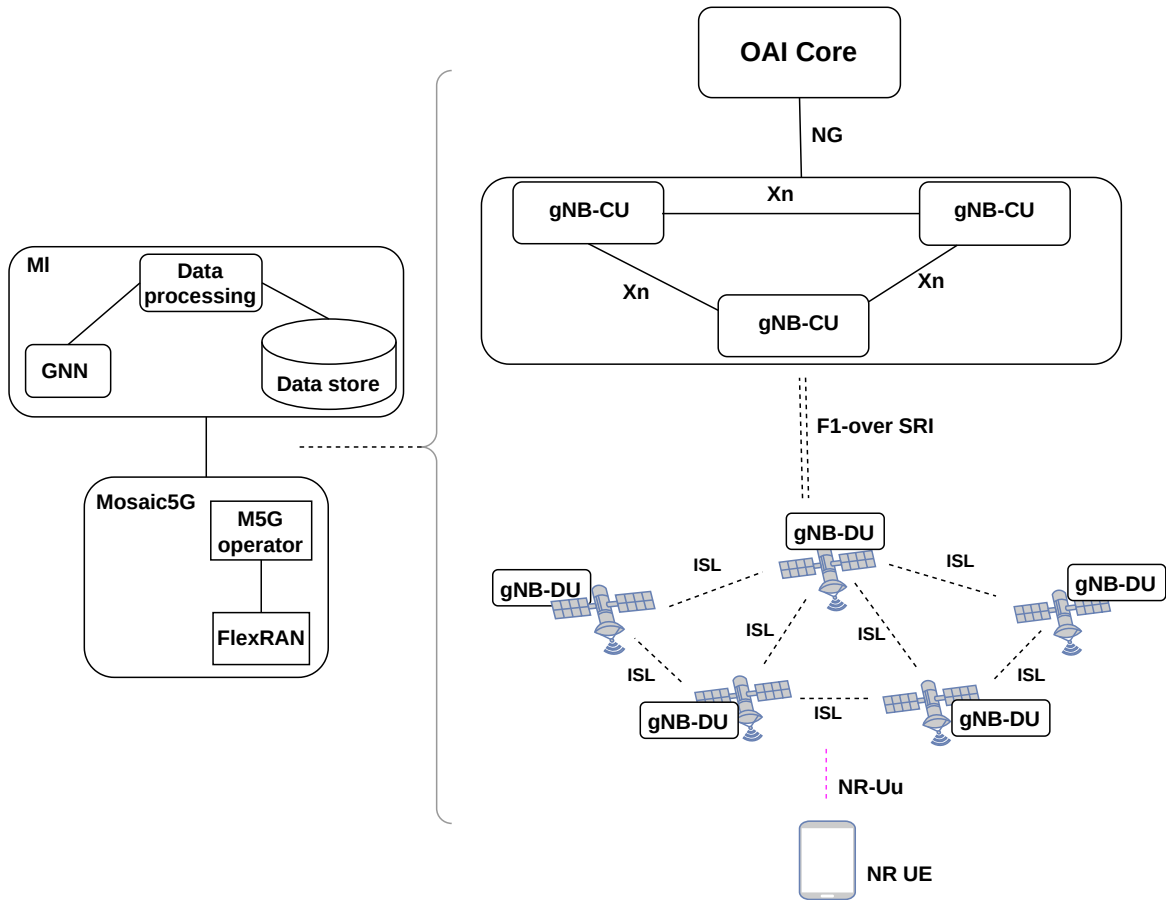 OAI Core
NG
Xn
gNB-CU
gNB-CU
Xn
Xn
gNB-CU
Ml
Data
processing
GNN
Data store
F1-over SRI
Mosaic5G
M5G
operator
FlexRAN
gNB-DU
ISL
ISL
gNB-DU
gNB-DU
ISL
ISL
ISL
ISL
ISL
gNB-DU
gNB-DU
NR-Uu
NR UE